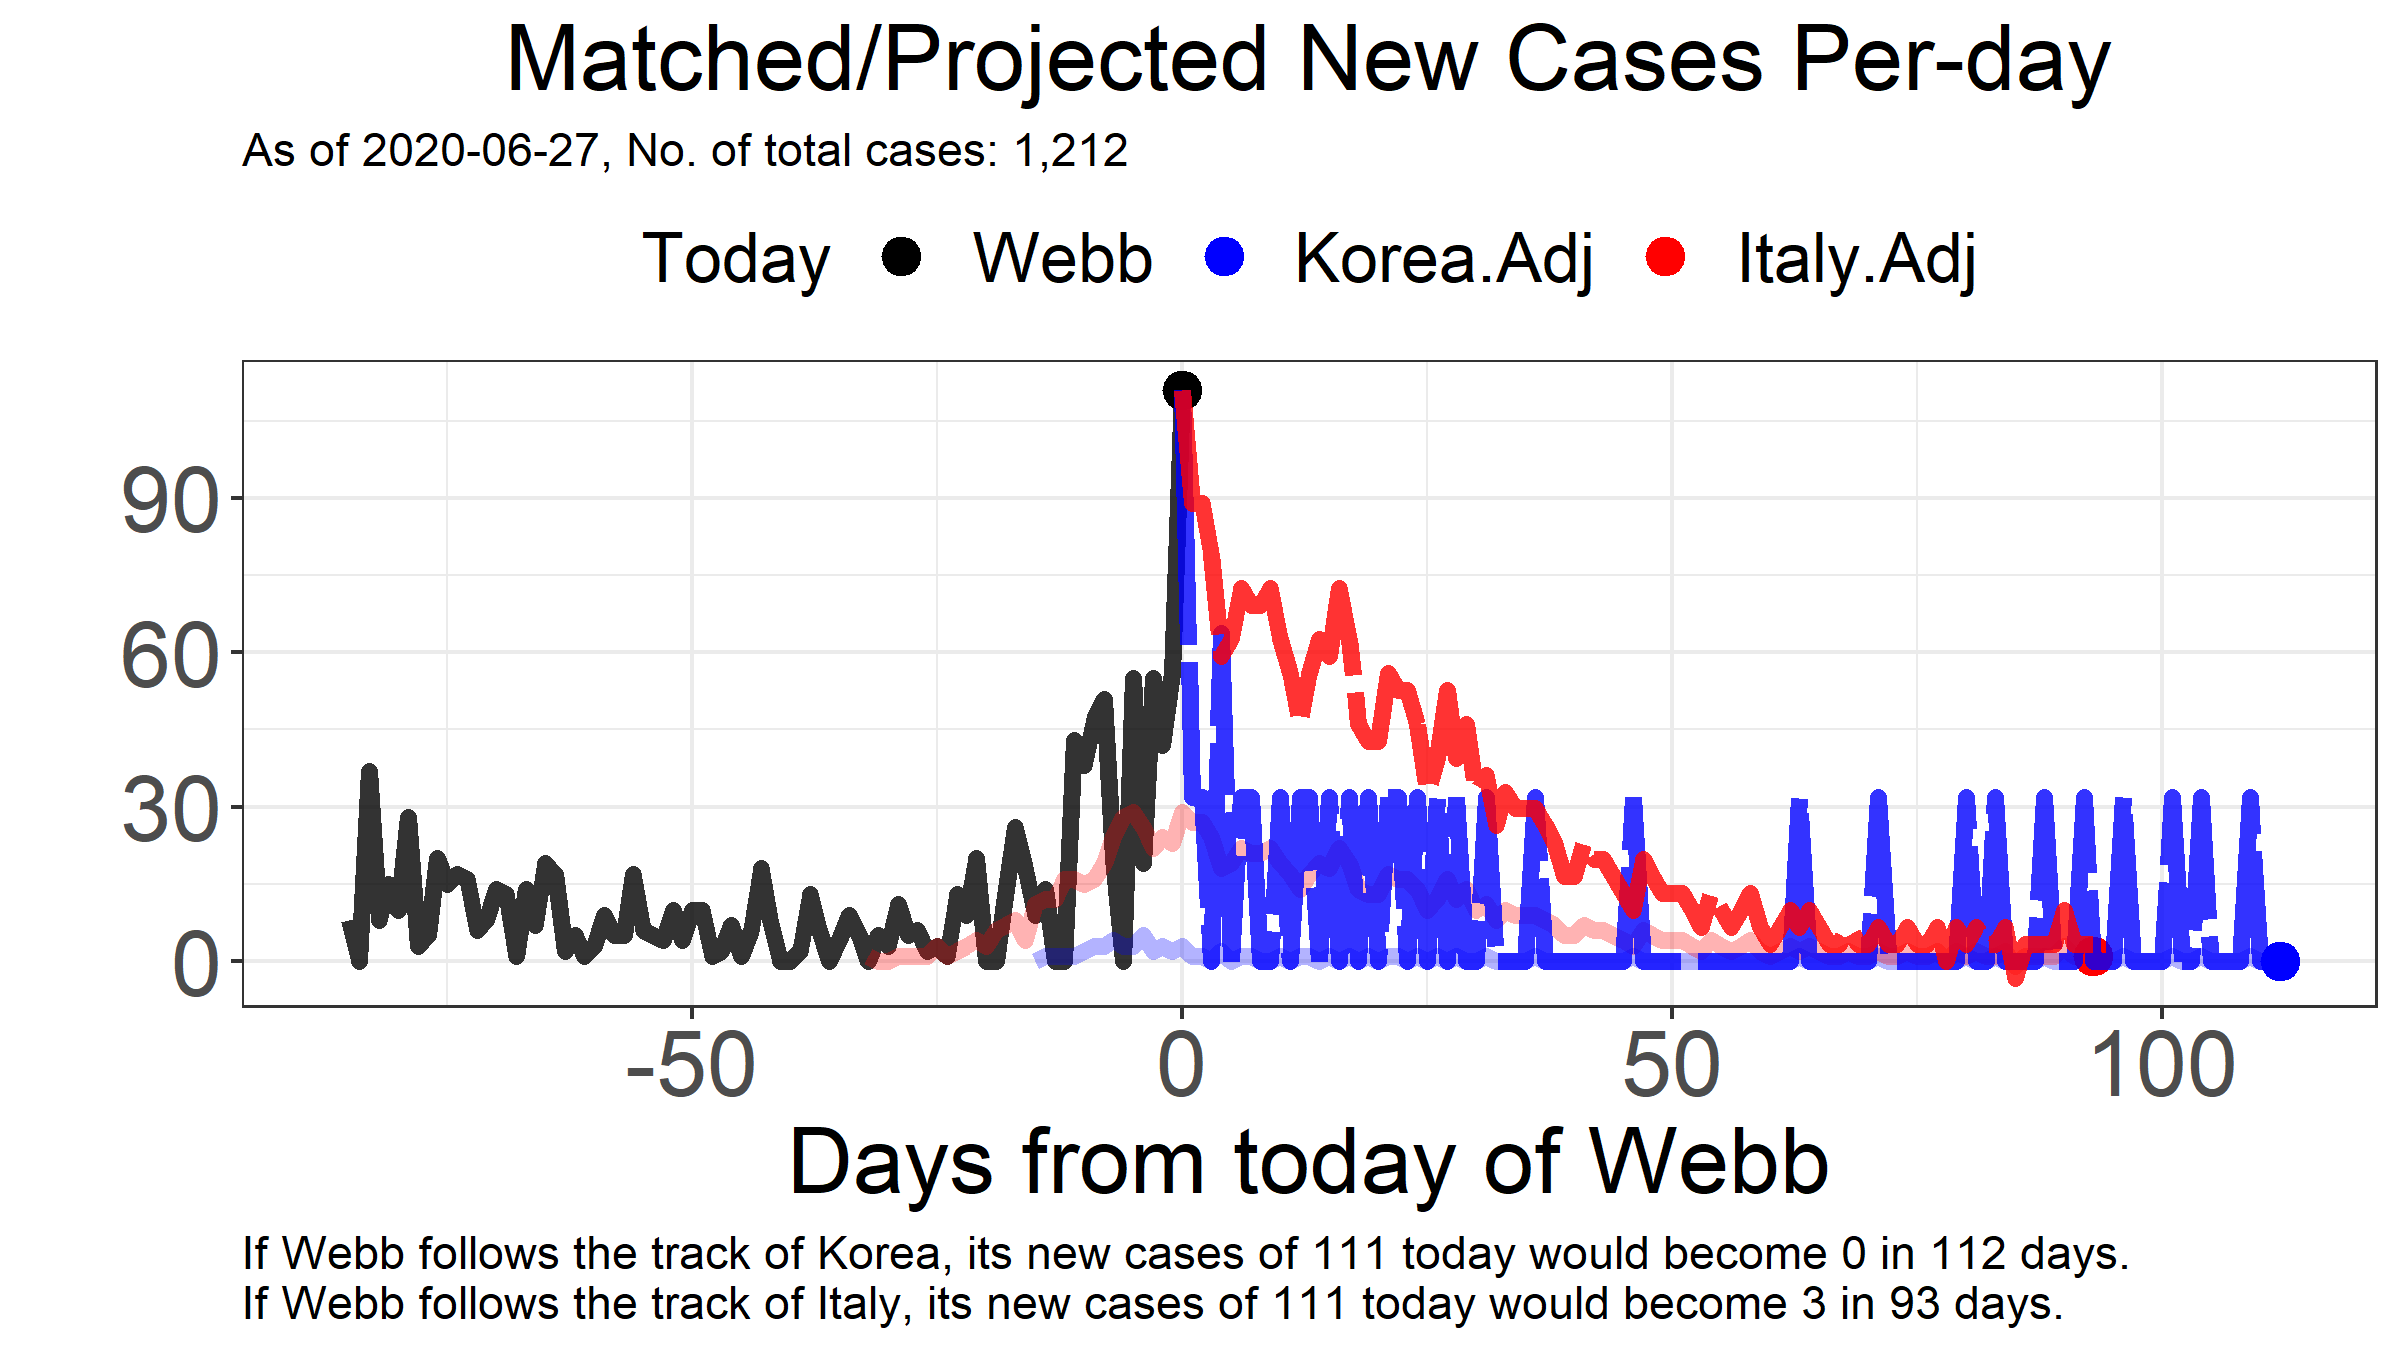 Matched/Projected New Cases Per-day
As of 2020-06-27, No. of total cases: 1,212
Today Webb Korea.Adj Italy.Adj
90
60
30
0
-50 0 50 100
Days from today of Webb
If Webb follows the track of Korea, its new cases of 111 today would become 0 in 112 days.
If Webb follows the track of Italy, its new cases of 111 today would become 3 in 93 days.